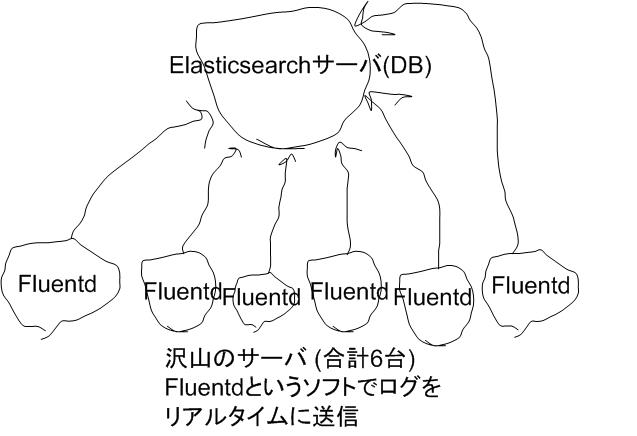 Elasticsearchサーバ(DB)
Fluentd
Fluentd
Fluentd
Fluentd
Fluentd
Fluentd
沢山のサーバ (合計6台)
Fluentdというソフトでログを
リアルタイムに送信